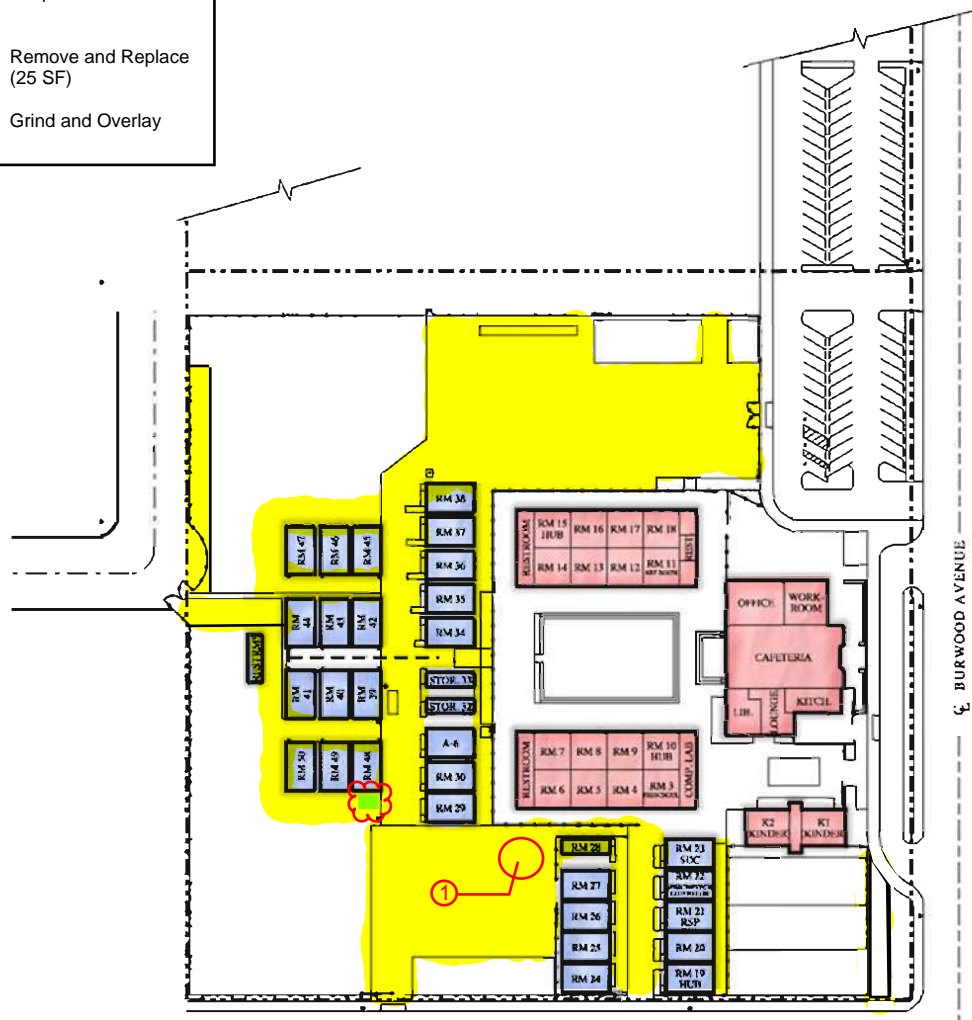 Remove and Replace
(25 SF)
Grind and Overlay
RM 38
RM 37
RM 36
RM 35
RM 34
STOR. 33
STOR. 32
A-6
RM 30
RM 29
RM 47
RM 46
RM 45
RM 44
RM 43
RM 42
RM 41
RM 40
RM 39
RM 50
RM 49
RM 48
RESTROOM
RM 15
HUB
RM 16
RM 17
RM 18
RM 14
RM 13
RM 12
RM 11
REST
OFFICE
WORK-
ROOM
CAFETERIA
LIB.
LOUNGE
KITCH.
RESTROOM
RM 7
RM 8
RM 9
RM 10
HUB
COMP. LAB
RM 6
RM 5
RM 4
RM 3
PRESCHOOL
K2
KINDER
K1
KINDER
1
RM 28
RM 27
RM 26
RM 25
RM 24
RM 23
SDC
RM 22
RM 21
RSP
RM 20
RM 19
HUB
BURWOOD AVENUE